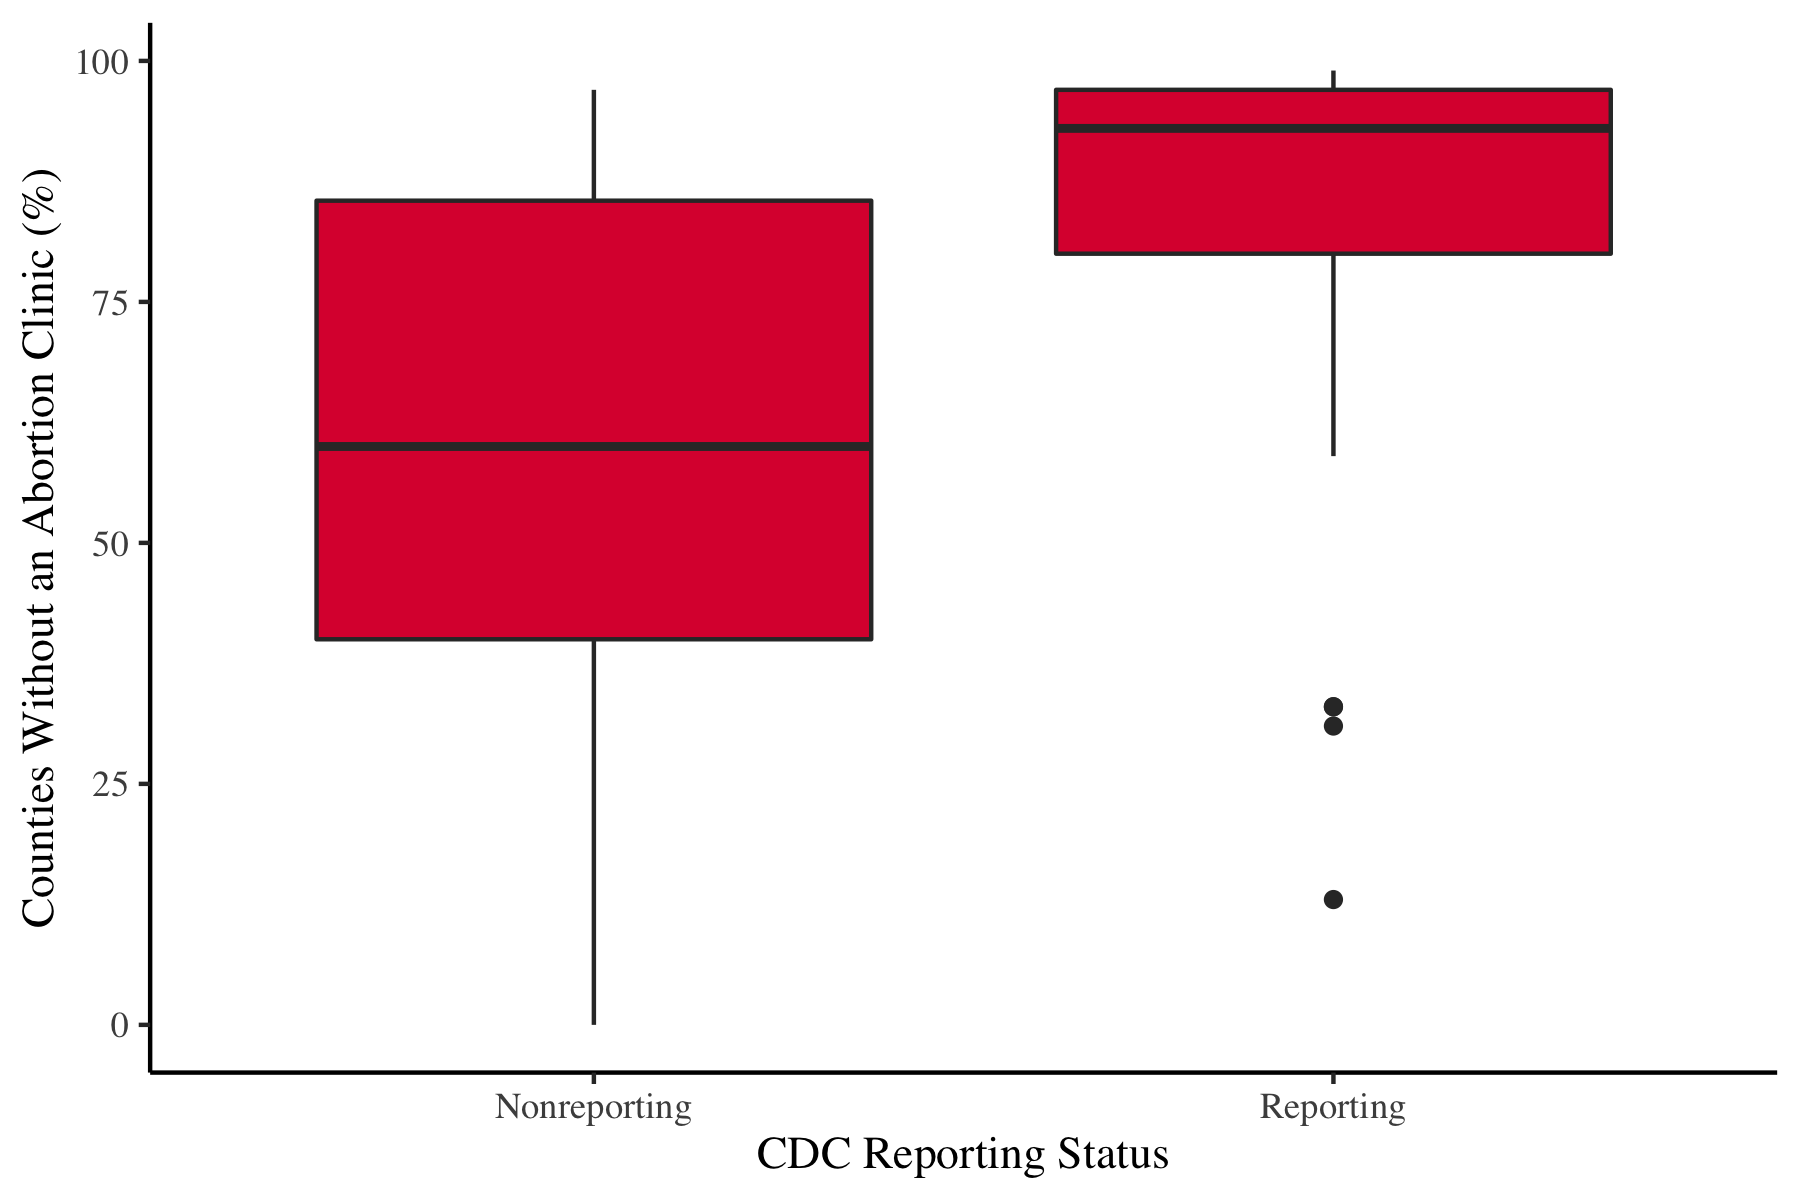 Counties Without an Abortion Clinic (%)
100
75
50
25
0
Nonreporting
Reporting
CDC Reporting Status